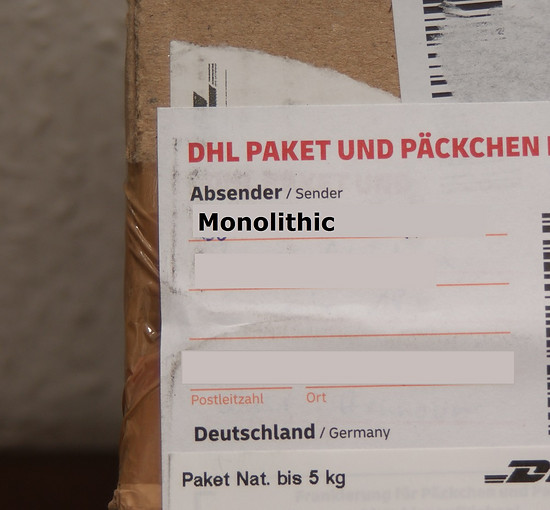 DHL PAKET UND PÄCKCHEN
Absender / Sender
Monolithic
Postleitzahl Ort
Deutschland / Germany
Paket Nat. bis 5 kg